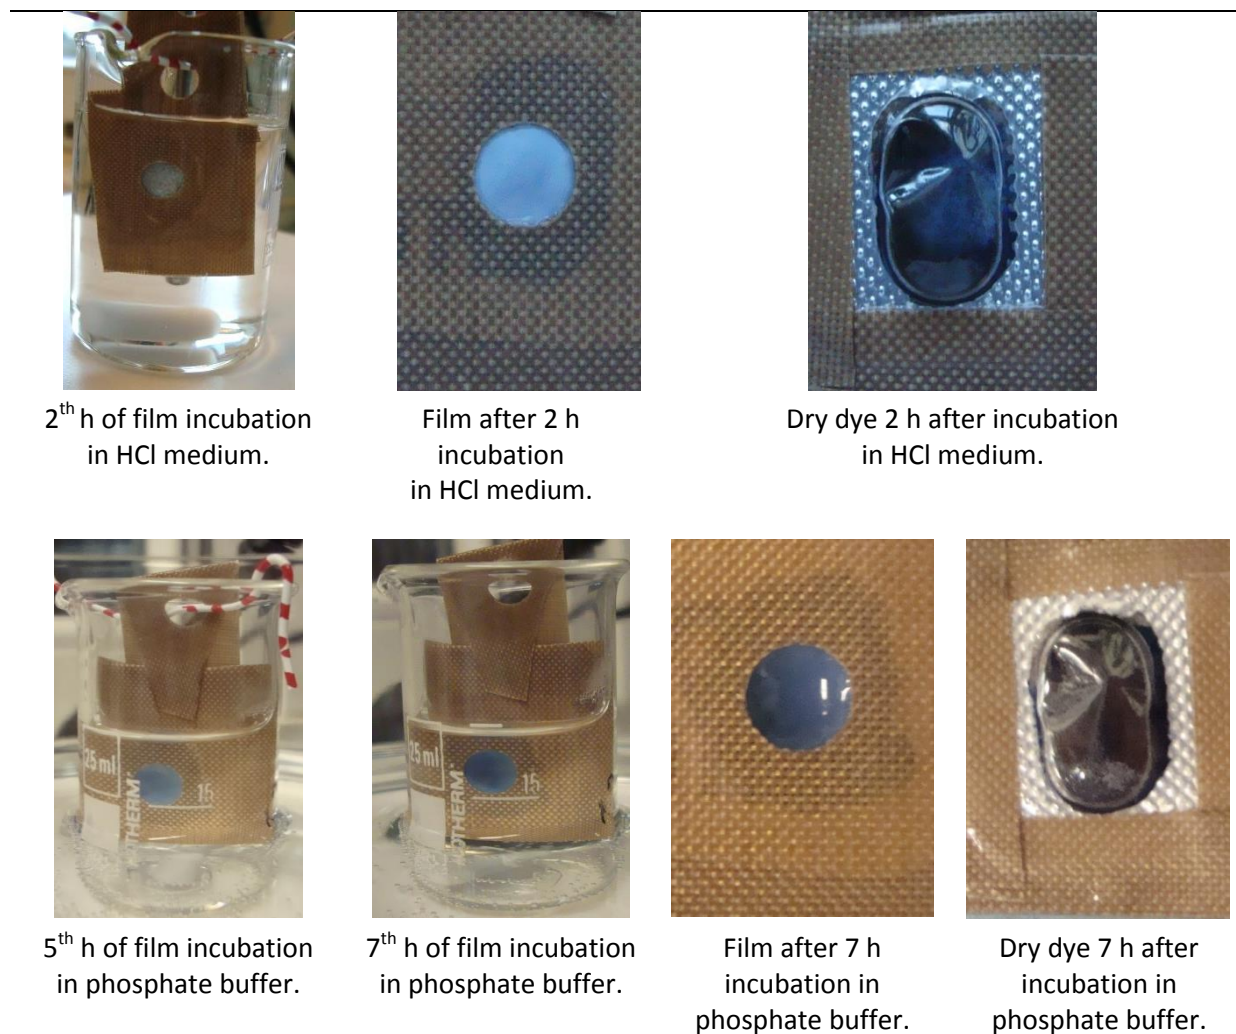 2th h of film incubation
in HCl medium.
Film after 2 h
incubation
in HCl medium.
Dry dye 2 h after incubation
in HCl medium.
25 ml
15
OTHERM
25 ml
15
OTHERM
5th h of film incubation
in phosphate buffer.
7th h of film incubation
in phosphate buffer.
Film after 7 h
incubation in
phosphate buffer.
Dry dye 7 h after
incubation in
phosphate buffer.